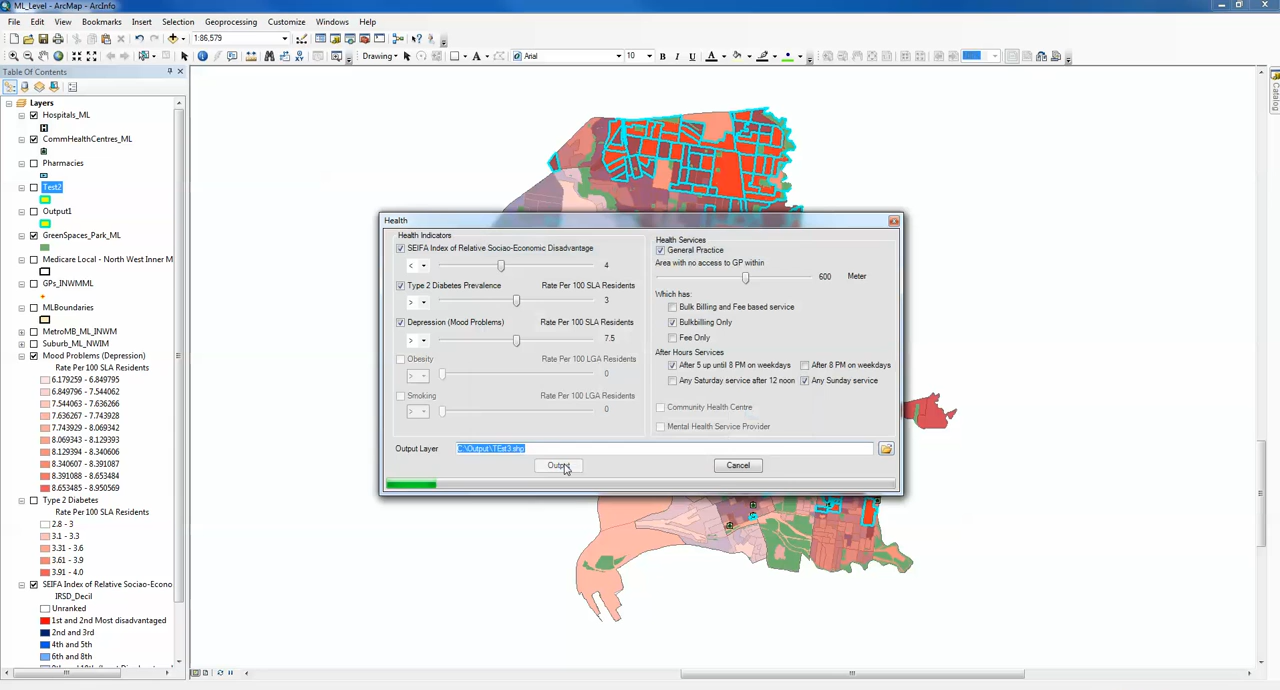 ML_Level - ArcMap - ArcInfo
File Edit View Bookmarks Insert Selection Geoprocessing Customize Windows Help
1:86,579
Drawing Arial 10 B I U A
Table Of Contents
Layers
Hospitals_ML
CommHealthCentres_ML
Pharmacies
Test2
Output1
GreenSpaces_Park_ML
Medicare Local - North West Inner M
GPs_INWMML
MLBoundaries
MetroMB_ML_INWM
Suburb_ML_NWIM
Mood Problems (Depression)
Rate Per 100 SLA Residents
6.179259 - 6.849795
6.849796 - 7.544062
7.544063 - 7.636266
7.636267 - 7.743928
7.743929 - 8.069342
8.069343 - 8.129393
8.129394 - 8.340606
8.340607 - 8.391087
8.391088 - 8.653484
8.653485 - 8.950569
Type 2 Diabetes
Rate Per 100 SLA Residents
2.8 - 3
3.1 - 3.3
3.31 - 3.6
3.61 - 3.9
3.91 - 4.0
SEIFA Index of Relative Sociao-Econo
IRSD_Decil
Unranked
1st and 2nd Most disadvantaged
2nd and 3rd
4th and 5th
6th and 8th
Catalog
Health
Health Indicators
SEIFA Index of Relative Sociao-Economic Disadvantage
< 4
Type 2 Diabetes Prevalence Rate Per 100 SLA Residents
> 3
Depression (Mood Problems) Rate Per 100 SLA Residents
> 7.5
Obesity Rate Per 100 LGA Residents
> 0
Smoking Rate Per 100 LGA Residents
> 0
Health Services
General Practice
Area with no access to GP within
600 Meter
Which has:
Bulk Billing and Fee based service
Bulkbilling Only
Fee Only
After Hours Services
After 5 up until 8 PM on weekdays After 8 PM on weekdays
Any Saturday service after 12 noon Any Sunday service
Community Health Centre
Mental Health Service Provider
Output Layer C:\Output\TEst3.shp
Output Cancel